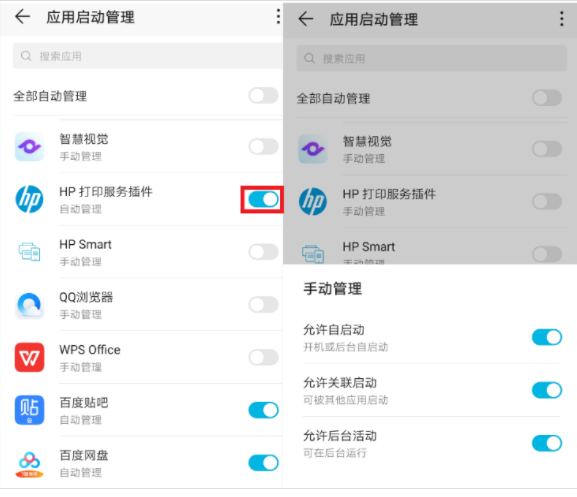 应用启动管理
搜索应用
全部自动管理
智慧视觉
手动管理
HP 打印服务插件
自动管理
HP Smart
手动管理
QQ浏览器
手动管理
WPS Office
手动管理
百度贴吧
自动管理
百度网盘
自动管理
应用启动管理
搜索应用
全部自动管理
智慧视觉
手动管理
HP 打印服务插件
手动管理
HP Smart
手动管理
手动管理
允许自启动
开机或后台自启动
允许关联启动
可被其他应用启动
允许后台活动
可在后台运行